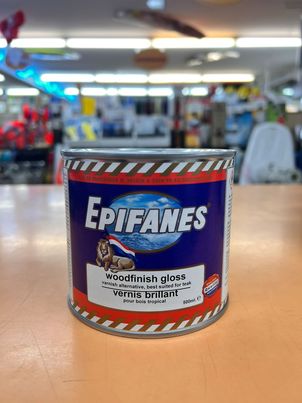 EPIFANES®
woodfinish gloss
varnish alternative, best suited for teak
vernis brillant
pour bois tropical
500ml. e